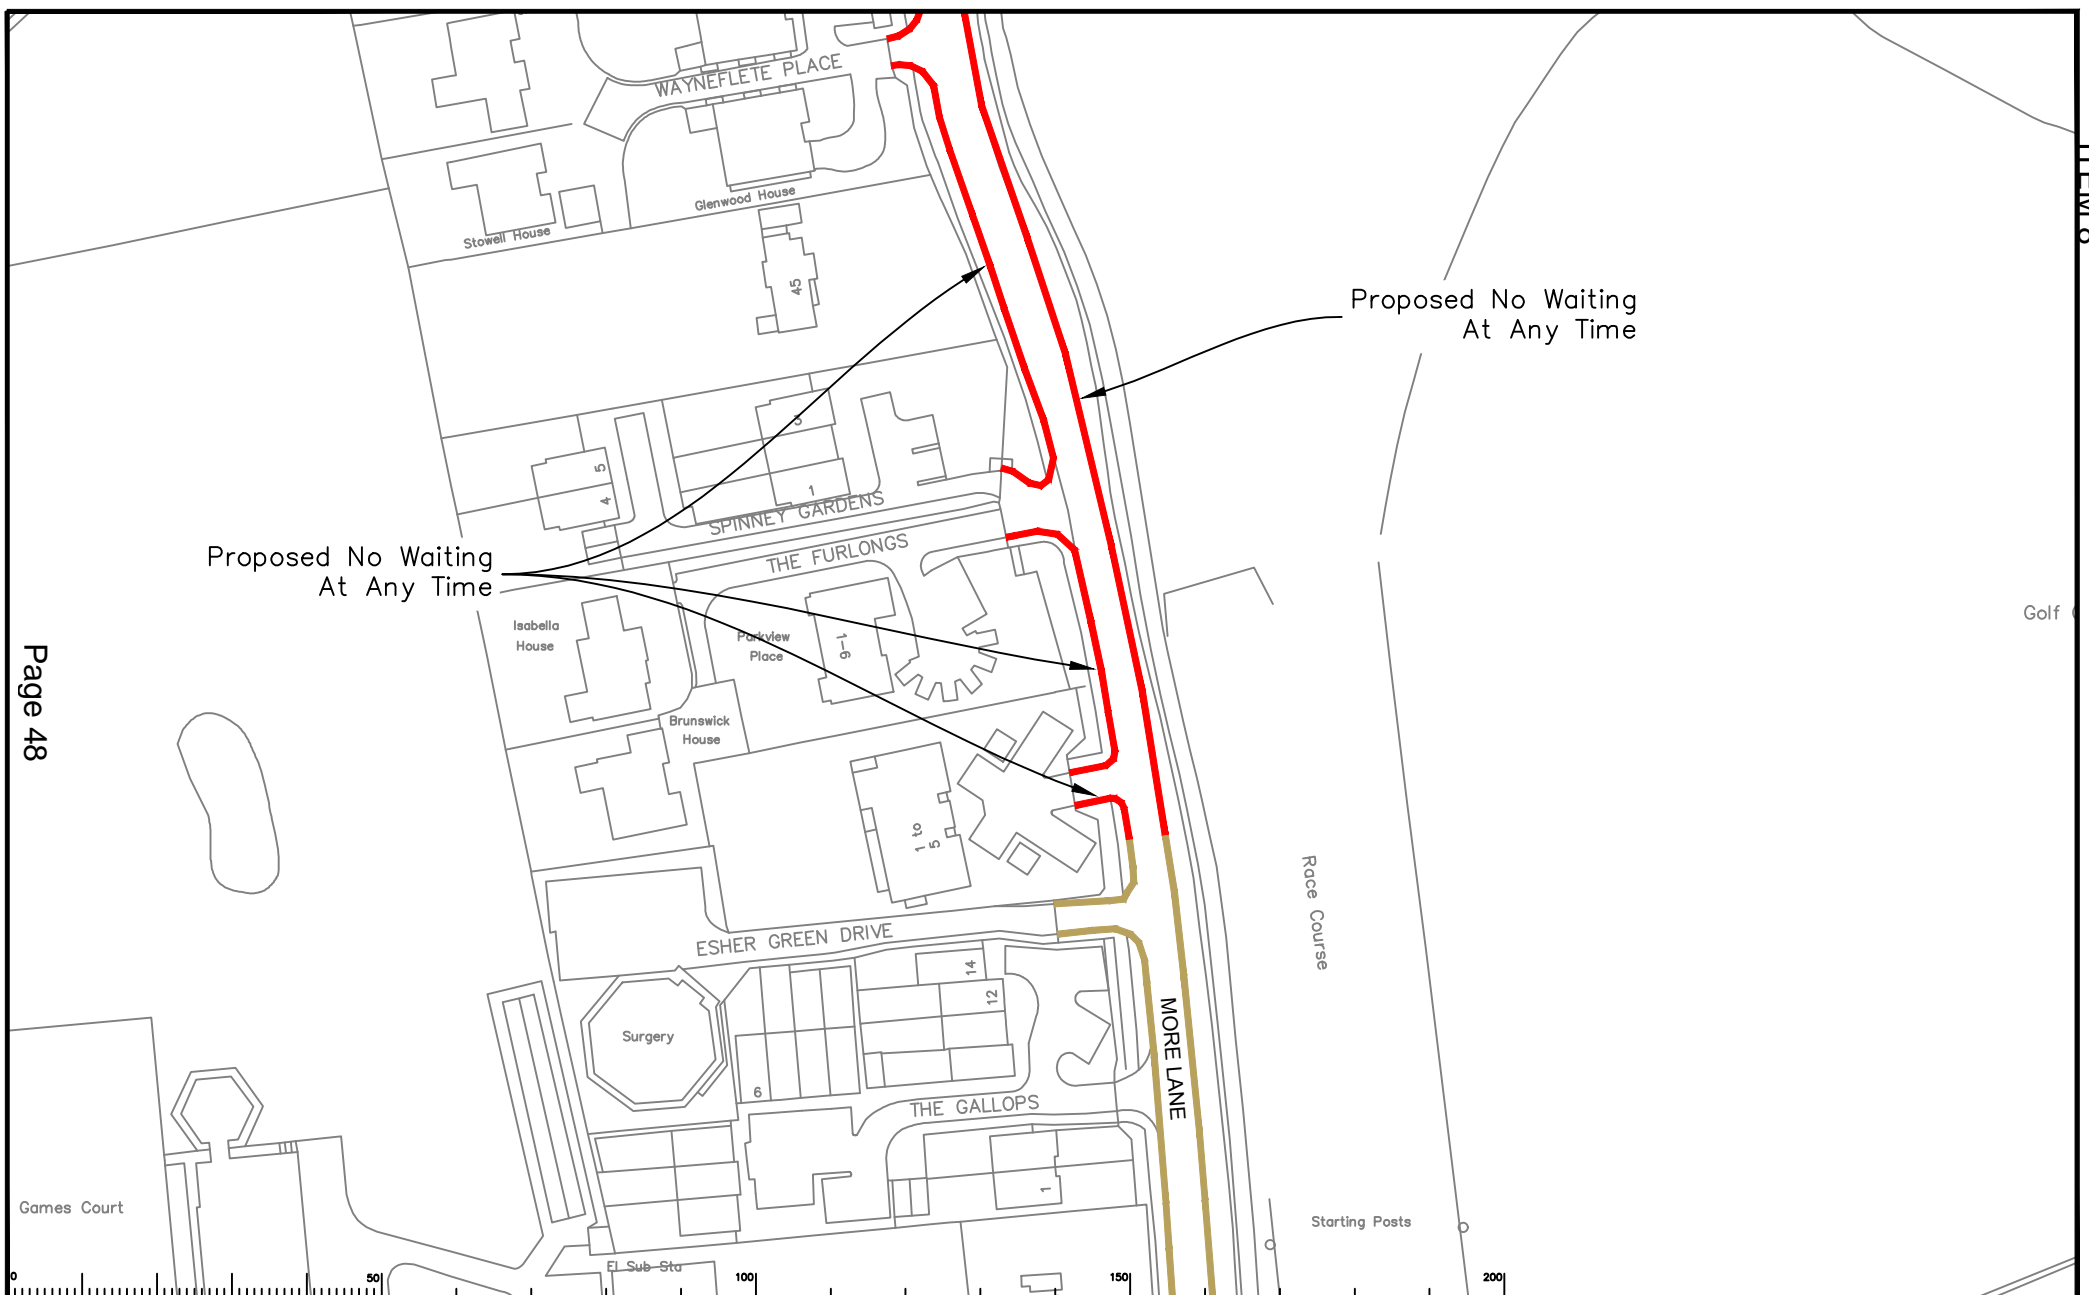 WAYNEFLETE PLACE
ITEM 8
Glenwood House
Stowell House
45
Proposed No Waiting
At Any Time
3
5
4
1
SPINNEY GARDENS
THE FURLONGS
Proposed No Waiting
At Any Time
Isabella
House
Parkview
Place
1-6
Golf
Page 48
Brunswick
House
1 to
5
Race Course
ESHER GREEN DRIVE
14
12
Surgery
MORE LANE
6
THE GALLOPS
1
Games Court
Starting Posts
El Sub Sta
0
50
100
150
200